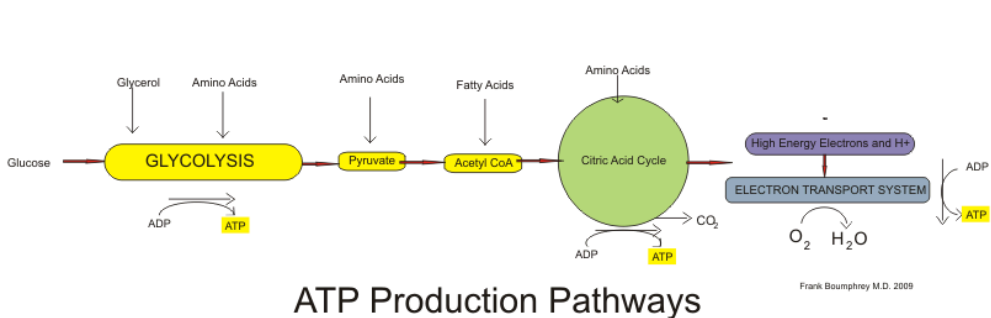 Glycerol
Amino Acids
Amino Acids
Fatty Acids
Amino Acids
Glucose
GLYCOLYSIS
Pyruvate
Acetyl CoA
Citric Acid Cycle
-
High Energy Electrons and H+
ELECTRON TRANSPORT SYSTEM
ADP
ATP
ADP
ATP
CO2
ADP
ATP
O2
H2O
Frank Boumphrey M.D. 2009
ATP Production Pathways